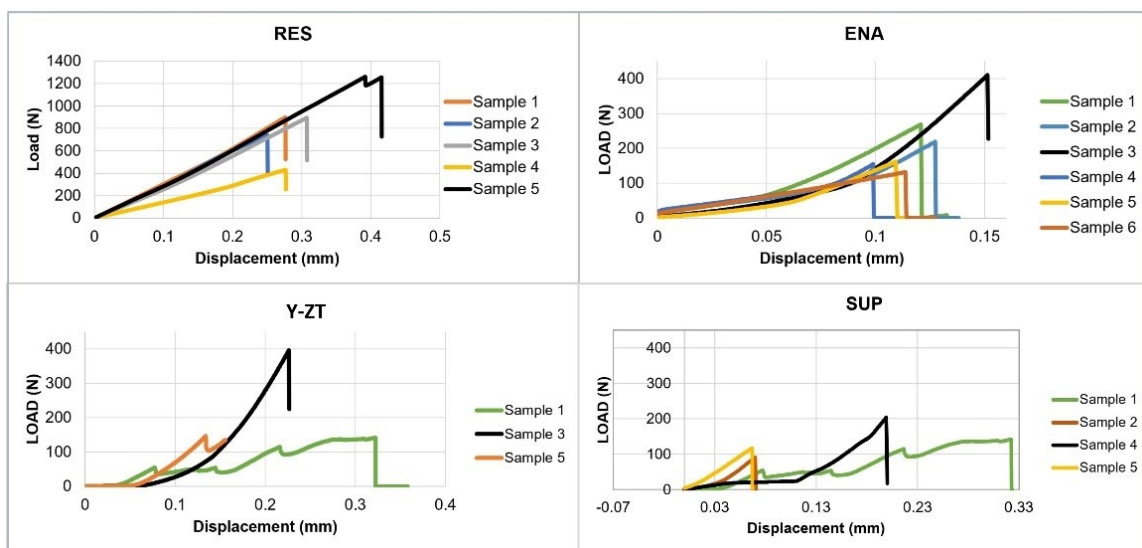 RES
Load (N)
1400
1200
1000
800
600
400
200
0
0 0.1 0.2 0.3 0.4 0.5
Displacement (mm)
Sample 1
Sample 2
Sample 3
Sample 4
Sample 5
ENA
LOAD (N)
400
300
200
100
0
0 0.05 0.1 0.15
Displacement (mm)
Sample 1
Sample 2
Sample 3
Sample 4
Sample 5
Sample 6
Y-ZT
LOAD (N)
400
300
200
100
0
0 0.1 0.2 0.3 0.4
Displacement (mm)
Sample 1
Sample 3
Sample 5
SUP
LOAD (N)
400
300
200
100
0
-0.07 0.03 0.13 0.23 0.33
Displacement (mm)
Sample 1
Sample 2
Sample 4
Sample 5